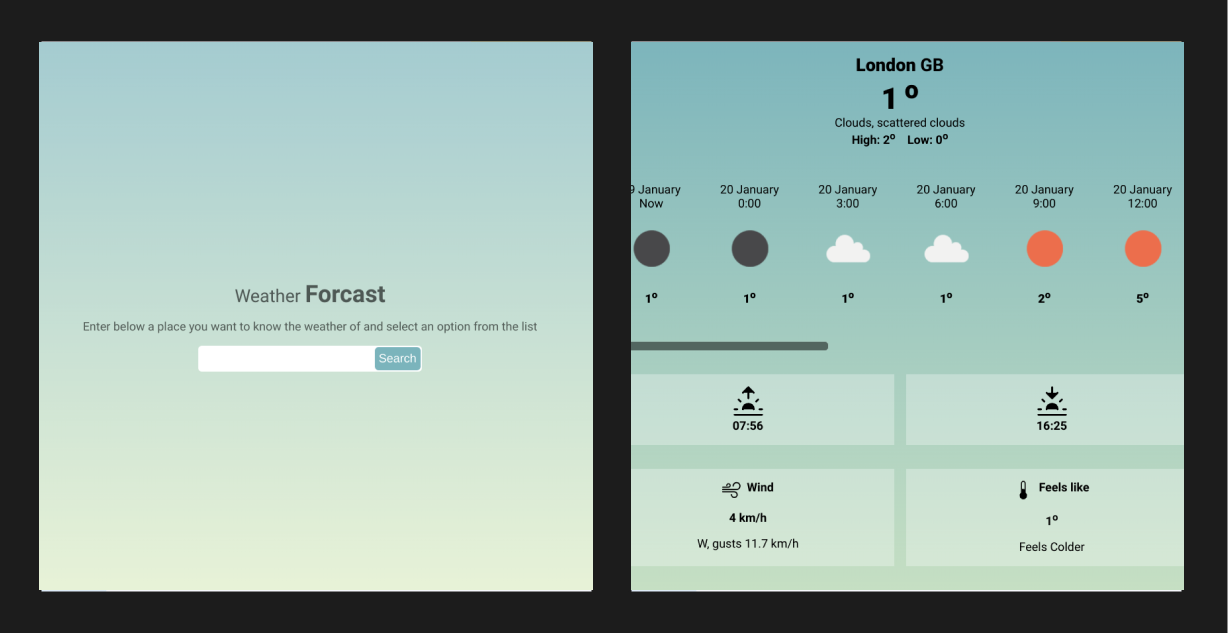 Weather Forcast
Enter below a place you want to know the weather of and select an option from the list
Search
London GB
1º
Clouds, scattered clouds
High: 2º Low: 0º
9 January 20 January 20 January 20 January 20 January 20 January
Now 0:00 3:00 6:00 9:00 12:00
1º 1º 1º 1º 2º 5º
07:56 16:25
Wind Feels like
4 km/h 1º
W, gusts 11.7 km/h Feels Colder